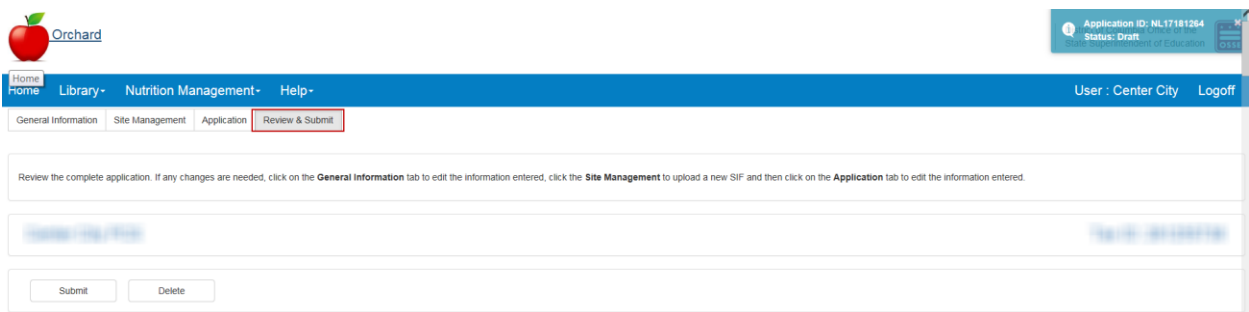 Orchard
Application ID: NL17181264
Status: Draft
State Superintendent of Education
Home
Home Library Nutrition Management Help User : Center City Logoff
General Information Site Management Application Review & Submit
Review the complete application. If any changes are needed, click on the General Information tab to edit the information entered, click the Site Management to upload a new SIF and then click on the Application tab to edit the information entered.
Submit Delete